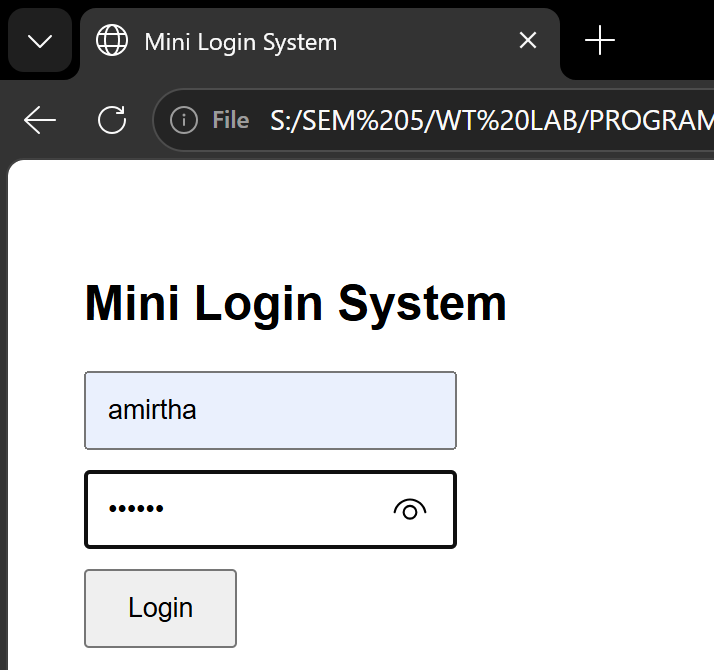 Mini Login System
File S:/SEM%205/WT%20LAB/PROGRAM
Mini Login System
amirtha
••••••
Login